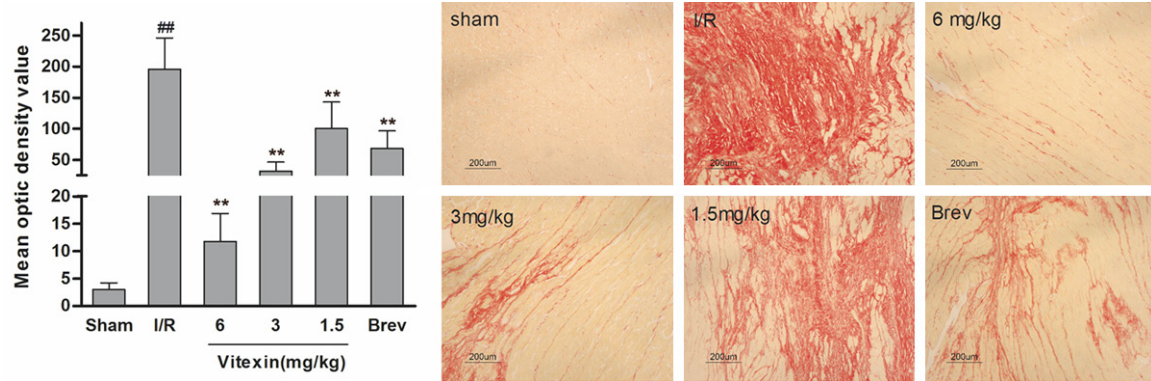 Mean optic density value
250
200
150
100
50
20
15
10
5
0
##
**
**
**
**
Sham I/R 6 3 1.5 Brev
Vitexin(mg/kg)
sham
200um
I/R
200um
6 mg/kg
200um
3mg/kg
200um
1.5mg/kg
200um
Brev
200um